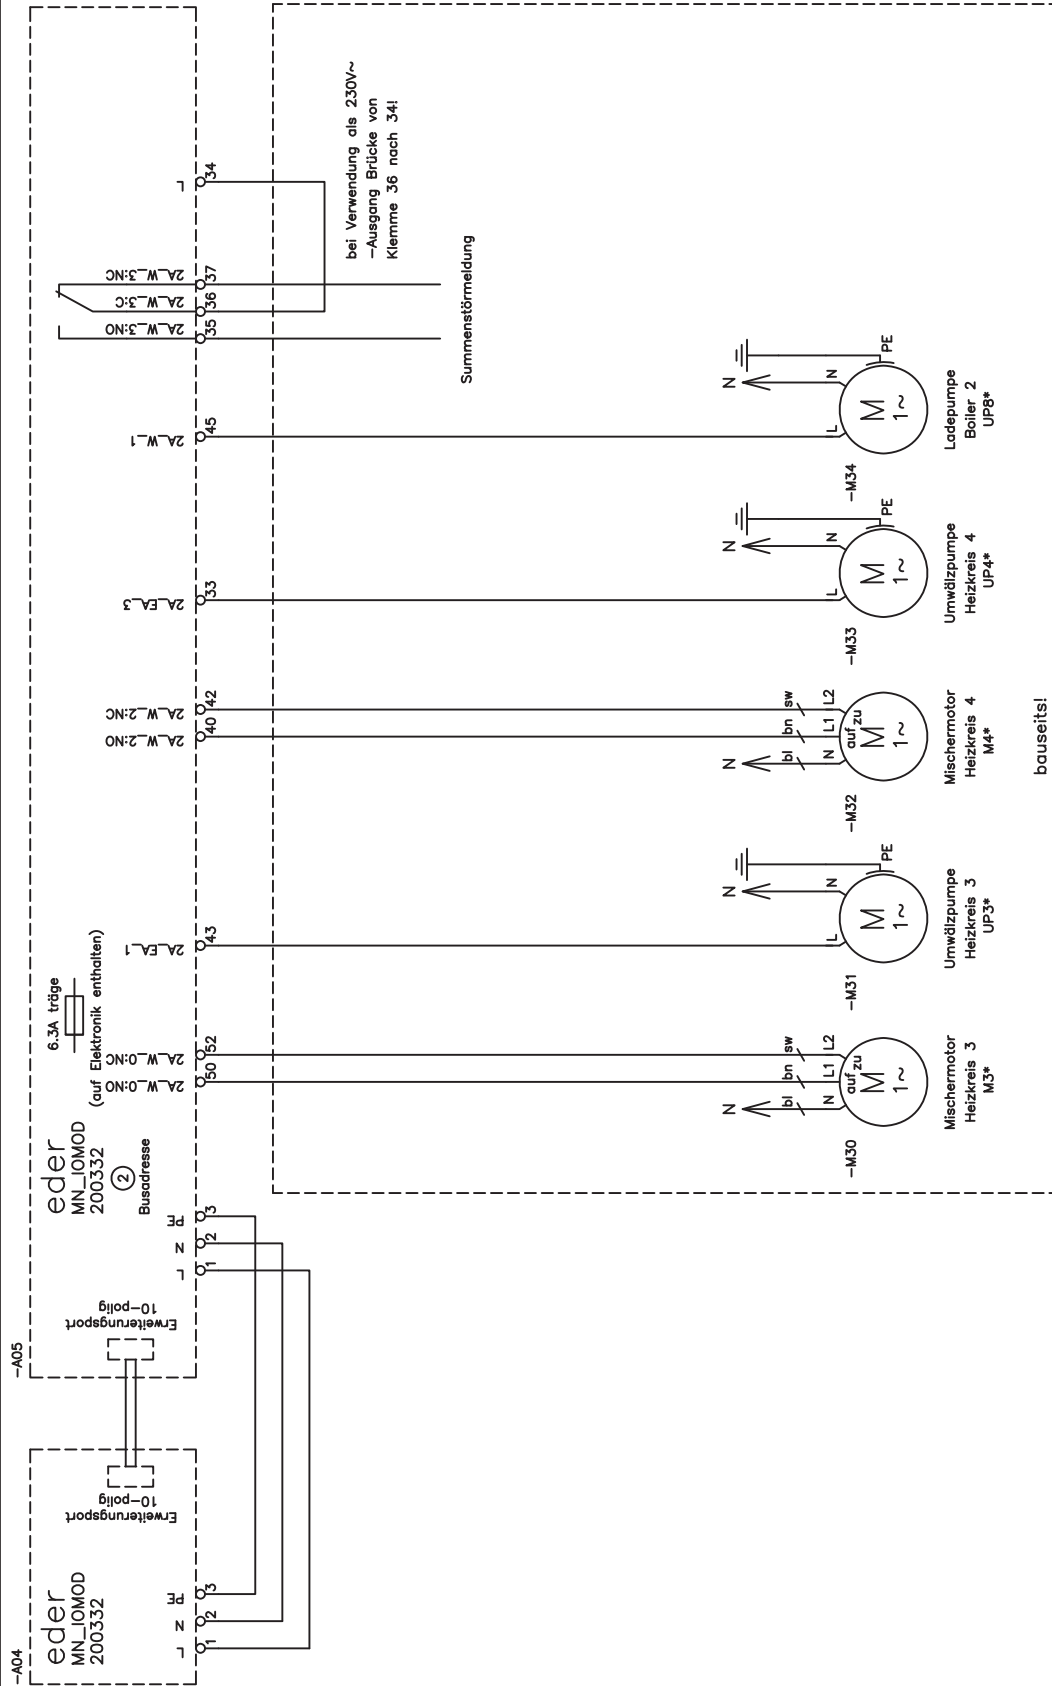 -A04
eder
MN_IOMOD
200332
Erweiterungsport
10-polig
L
1
N
2
PE
3
-A05
Erweiterungsport
10-polig
eder
MN_IOMOD
200332
2
Busadresse
L
1
N
2
PE
3
6.3A träge
(auf Elektronik enthalten)
2A_W_0:NO
50
2A_W_0:NC
52
2A_EA_1
43
2A_W_2:NO
40
2A_W_2:NC
42
2A_EA_3
33
2A_W_1
45
2A_W_3:NO
35
2A_W_3:C
36
2A_W_3:NC
37
L
34
bei Verwendung als 230V~
-Ausgang Brücke von
Klemme 36 nach 34!
Summenstörmeldung
N
bl
bn
sw
N
L1
L2
auf
zu
M
1~
-M30
Mischermotor
Heizkreis 3
M3*
N
L
N
PE
M
1~
-M31
Umwälzpumpe
Heizkreis 3
UP3*
N
bl
bn
sw
N
L1
L2
auf
zu
M
1~
-M32
Mischermotor
Heizkreis 4
M4*
N
L
N
PE
M
1~
-M33
Umwälzpumpe
Heizkreis 4
UP4*
N
L
N
PE
M
1~
-M34
Ladepumpe
Boiler 2
UP8*
bauseits!